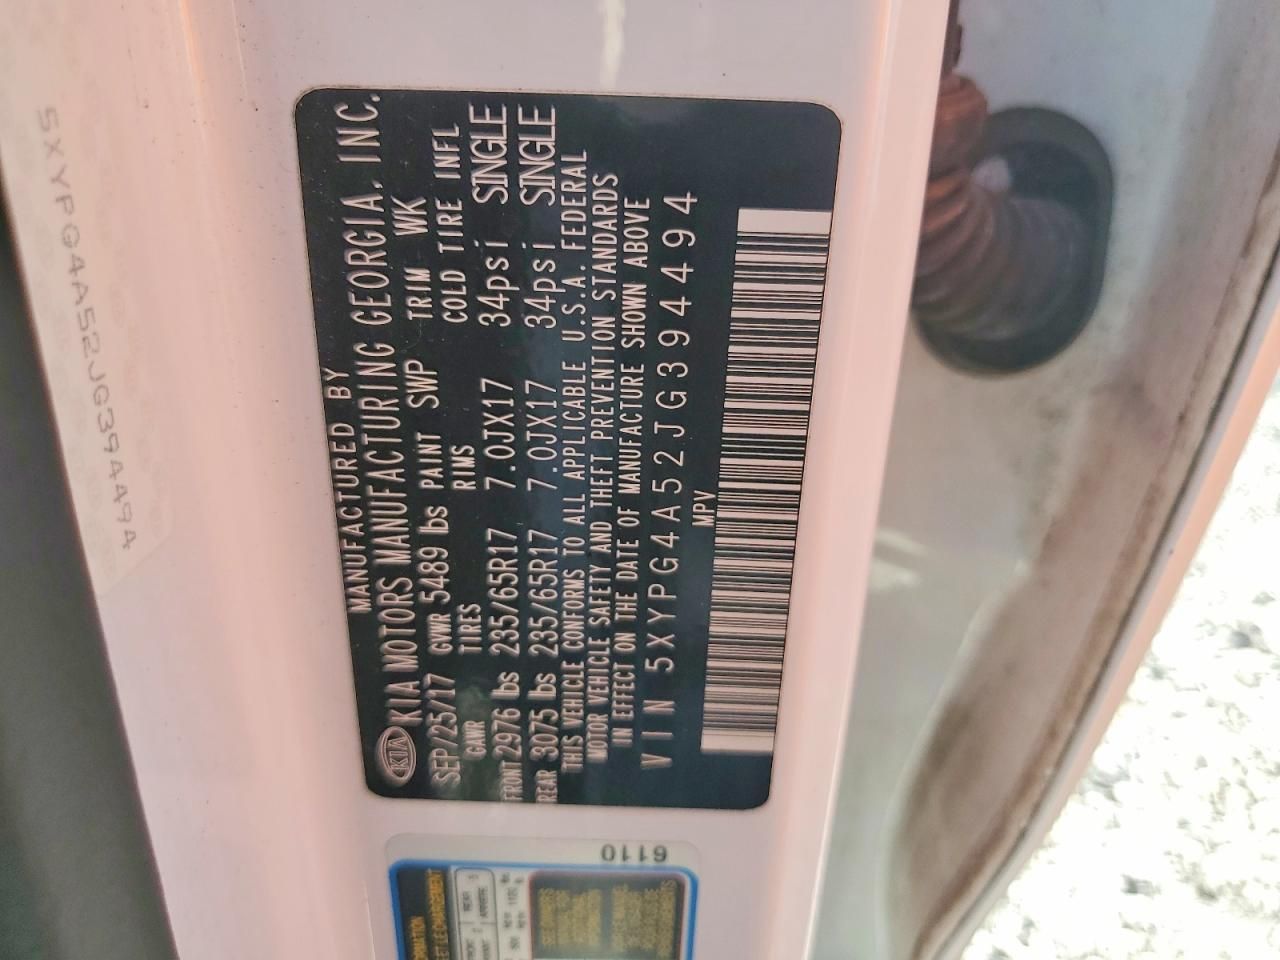 MANUFACTURED BY
KIA KIA MOTORS MANUFACTURING GEORGIA, INC.
SEP/25/17 GVWR 5489 lbs PAINT SWP TRIM WK
GAWR TIRES RIMS COLD TIRE INFL
FRONT 2976 lbs 235/65R17 7.0JX17 34psi SINGLE
REAR 3075 lbs 235/65R17 7.0JX17 34psi SINGLE
THIS VEHICLE CONFORMS TO ALL APPLICABLE U.S.A. FEDERAL
MOTOR VEHICLE SAFETY AND THEFT PREVENTION STANDARDS
IN EFFECT ON THE DATE OF MANUFACTURE SHOWN ABOVE
VIN 5XYPG4A52JG394494
MPV
5XYPG4A52JG394494
6110
REAR
ARRIERE